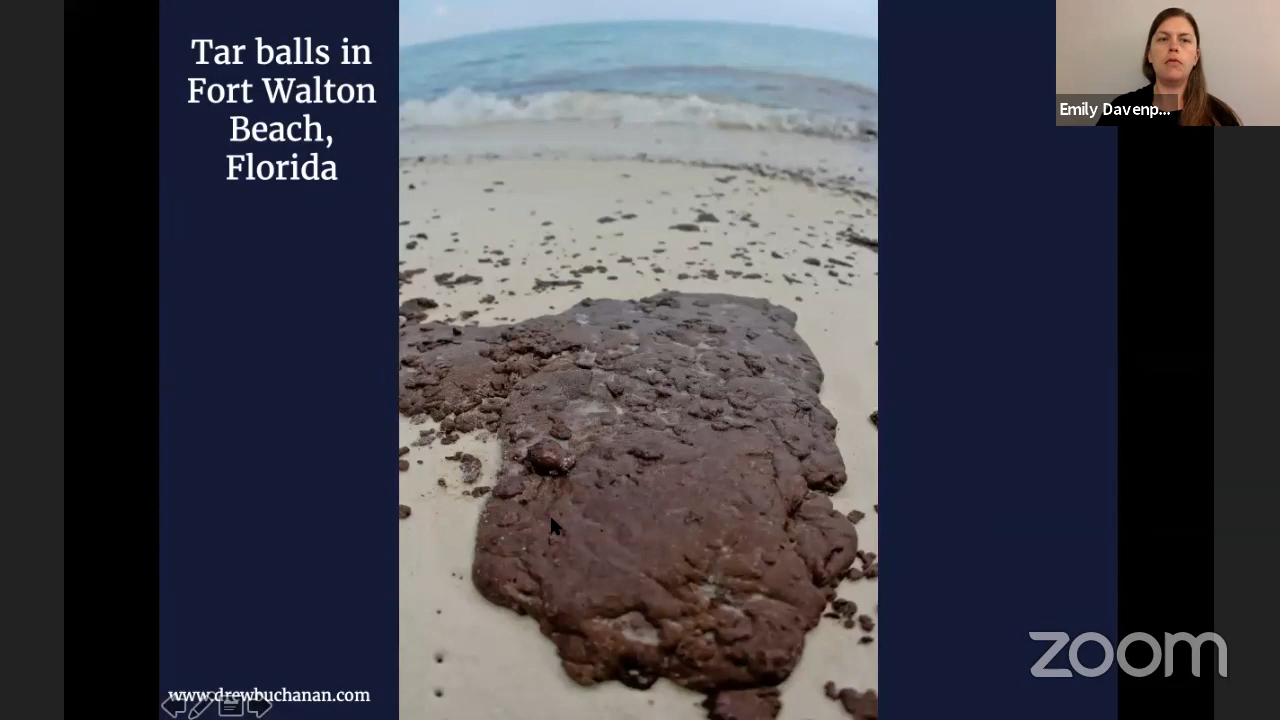 Tar balls in
Fort Walton
Beach,
Florida
Emily Davenp...
zoom
www.drewbuchanan.com